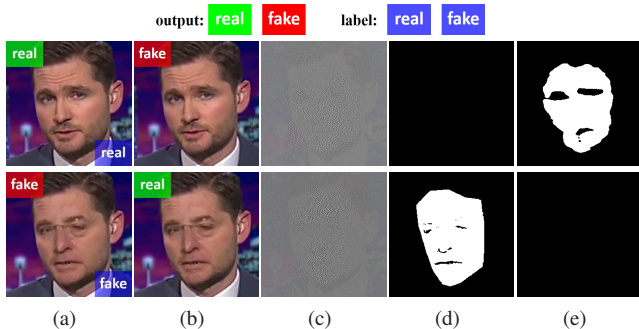 output: real fake label: real fake
real fake
real
fake real
fake
(a) (b) (c) (d) (e)